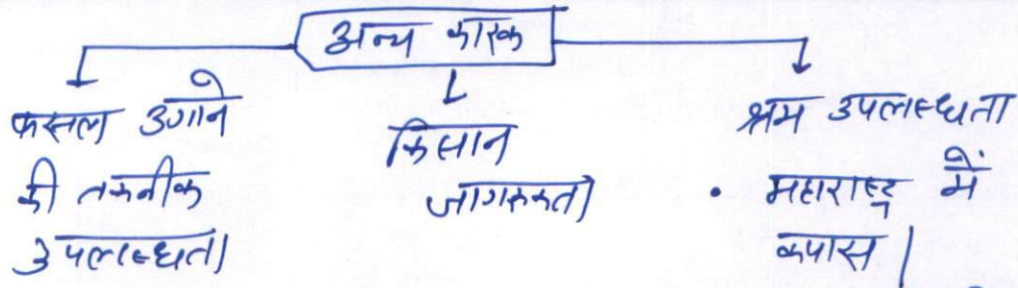 अन्य कारक
फसल उगाने
की तकनीक
उपलब्धता
किसान
जागरूकता
श्रम उपलब्धता
• महाराष्ट्र में
कपास।